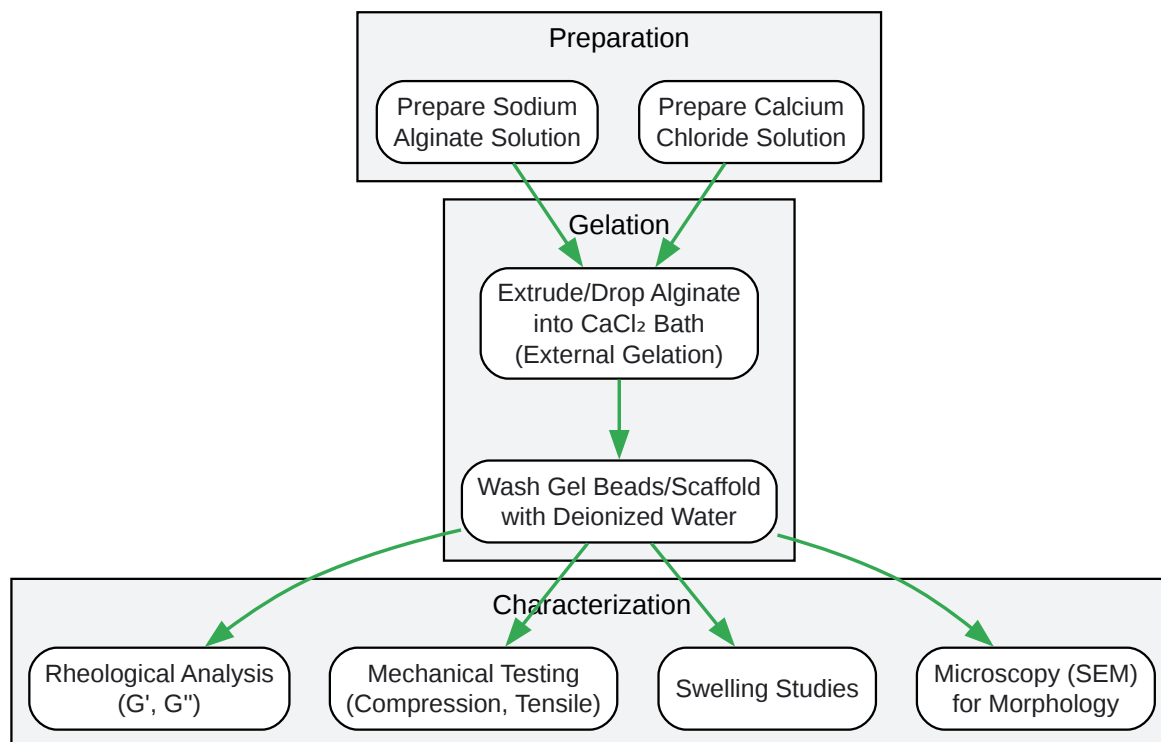 Preparation
Prepare Sodium
Alginate Solution
Prepare Calcium
Chloride Solution
Gelation
Extrude/Drop Alginate
into CaCl₂ Bath
(External Gelation)
Wash Gel Beads/Scaffold
with Deionized Water
Characterization
Rheological Analysis
(G', G'')
Mechanical Testing
(Compression, Tensile)
Swelling Studies
Microscopy (SEM)
for Morphology